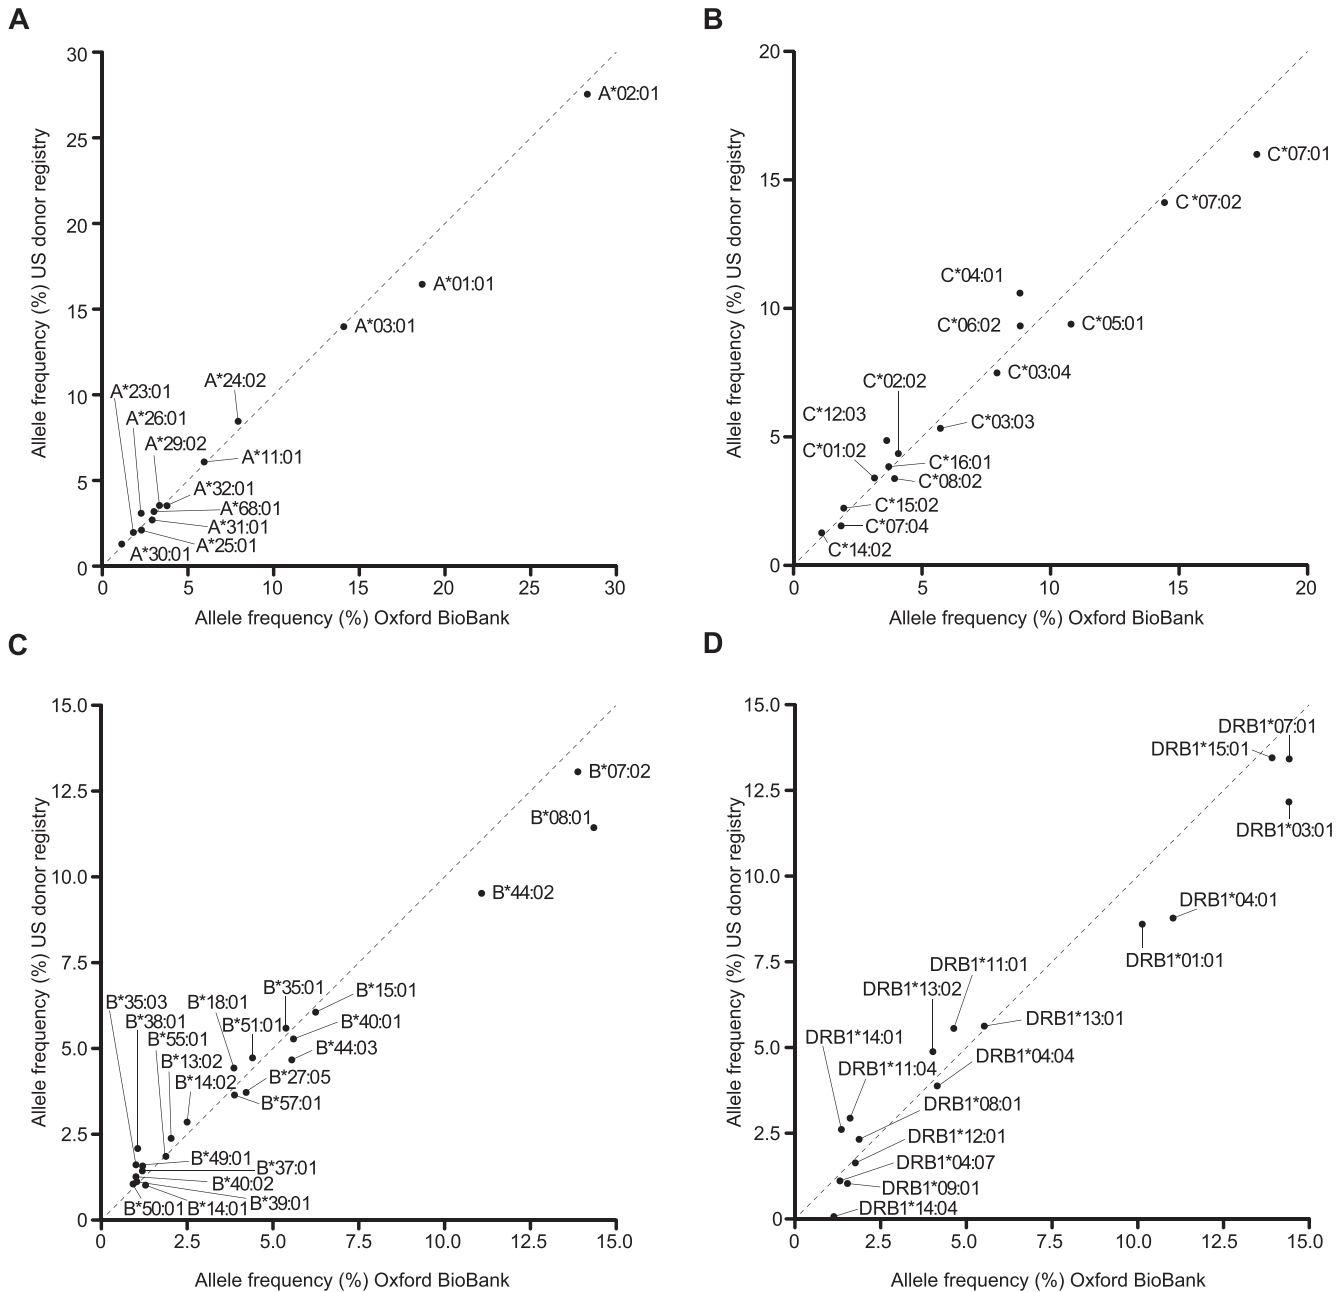 A
30
25
20
15
10
5
0
0
5
10
15
20
25
30
Allele frequency (%) US donor registry
Allele frequency (%) Oxford BioBank
A*02:01
A*01:01
A*03:01
A*24:02
A*23:01
A*26:01
A*29:02
A*11:01
A*32:01
A*68:01
A*31:01
A*25:01
A*30:01
B
20
15
10
5
0
0
5
10
15
20
Allele frequency (%) US donor registry
Allele frequency (%) Oxford BioBank
C*07:01
C*07:02
C*04:01
C*06:02
C*05:01
C*03:04
C*02:02
C*12:03
C*03:03
C*01:02
C*16:01
C*08:02
C*15:02
C*07:04
C*14:02
C
15.0
12.5
10.0
7.5
5.0
2.5
0
0
2.5
5.0
7.5
10.0
12.5
15.0
Allele frequency (%) US donor registry
Allele frequency (%) Oxford BioBank
B*07:02
B*08:01
B*44:02
B*35:01
B*15:01
B*35:03
B*18:01
B*38:01
B*51:01
B*40:01
B*55:01
B*44:03
B*13:02
B*27:05
B*14:02
B*57:01
B*49:01
B*37:01
B*40:02
B*39:01
B*50:01
B*14:01
D
15.0
12.5
10.0
7.5
5.0
2.5
0
0
2.5
5.0
7.5
10.0
12.5
15.0
Allele frequency (%) US donor registry
Allele frequency (%) Oxford BioBank
DRB1*07:01
DRB1*15:01
DRB1*03:01
DRB1*04:01
DRB1*01:01
DRB1*11:01
DRB1*13:02
DRB1*13:01
DRB1*14:01
DRB1*04:04
DRB1*11:04
DRB1*08:01
DRB1*12:01
DRB1*04:07
DRB1*09:01
DRB1*14:04